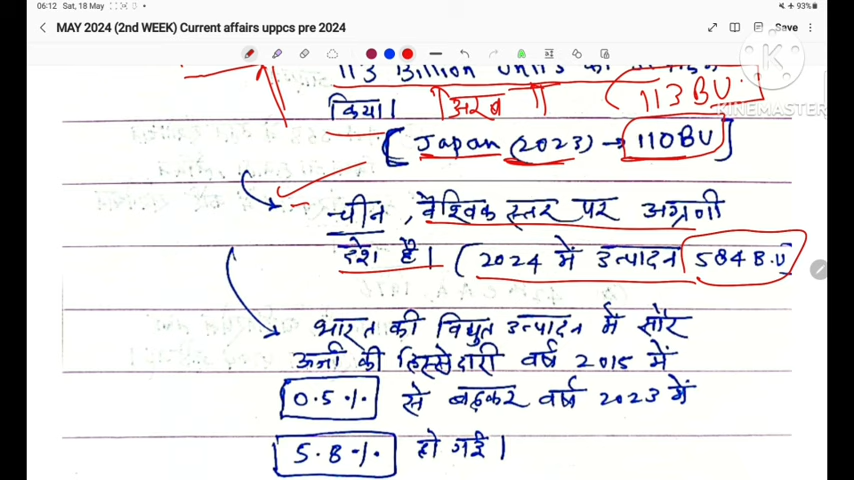 06:12 Sat, 18 May
93%
MAY 2024 (2nd WEEK) Current affairs uppcs pre 2024
Save
113 Billion Units का
किया। अरब 113 BU
KINEMASTER
[ Japan (2023) → 110BU ]
चीन, वैश्विक स्तर पर अग्रणी
देश है। ( 2024 में उत्पादन 584 B.U
भारत की विद्युत उत्पादन में सौर
ऊर्जा की हिस्सेदारी वर्ष 2015 में
0.5% से बढ़कर वर्ष 2023 में
5.8% हो गई।